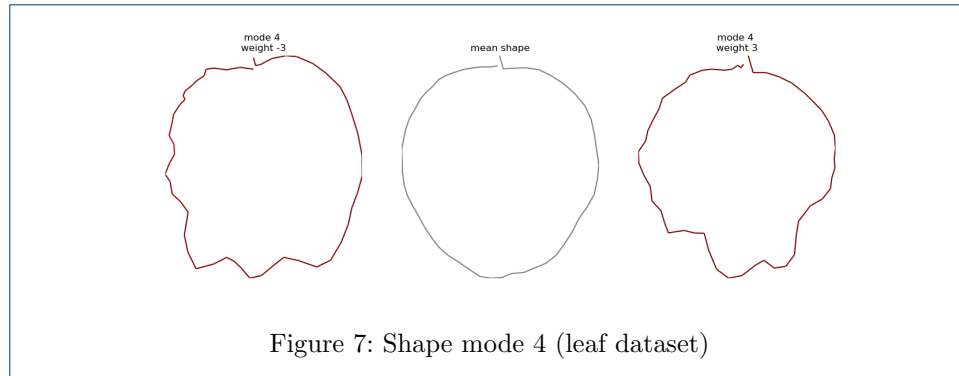 mode 4
weight -3
mean shape
mode 4
weight 3
Figure 7: Shape mode 4 (leaf dataset)